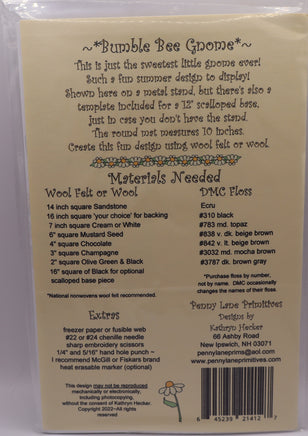 ~*Bumble Bee Gnome*~
This is just the sweetest little gnome ever!
Such a fun summer design to display!
Shown here on a metal stand, but there's also a
template included for a 12" scalloped base,
just in case you don't have the stand.
The round mat measures 10 inches.
Create this fun design using wool felt or wool.
Materials Needed
Wool Felt or Wool
14 inch square Sandstone
16 inch square 'your choice' for backing
7 inch square Cream or White
6" square Mustard Seed
4" square Chocolate
3" square Champagne
2" square Olive Green & Black
16" square of Black for optional
scalloped base piece
*National nonwovens wool felt recommended.
DMC Floss
Ecru
#310 black
#783 md. topaz
#838 v. dk. beige brown
#842 v. lt. beige brown
#3032 md. mocha brown
#3787 dk. brown gray
*Purchase floss by number,
not by name. DMC occasionally
changes the names of their floss.
Extras
freezer paper or fusible web
#22 or #24 chenille needle
sharp embroidery scissors
1/4" and 5/16" hand hole punch ~
I recommend McGill or Fiskars brand
heat erasable marker (optional)
Penny Lane Primitives
Designs by
Kathryn Hecker
66 Ashby Road
New Ipswich, NH 03071
pennylaneprims@aol.com
pennylaneprimitives.com
This design may not be reproduced
mechanically or electronically,
including photocopying,
without the consent of Kathryn Hecker.
Copyright 2022~All rights
reserved
6 45239 21412 7